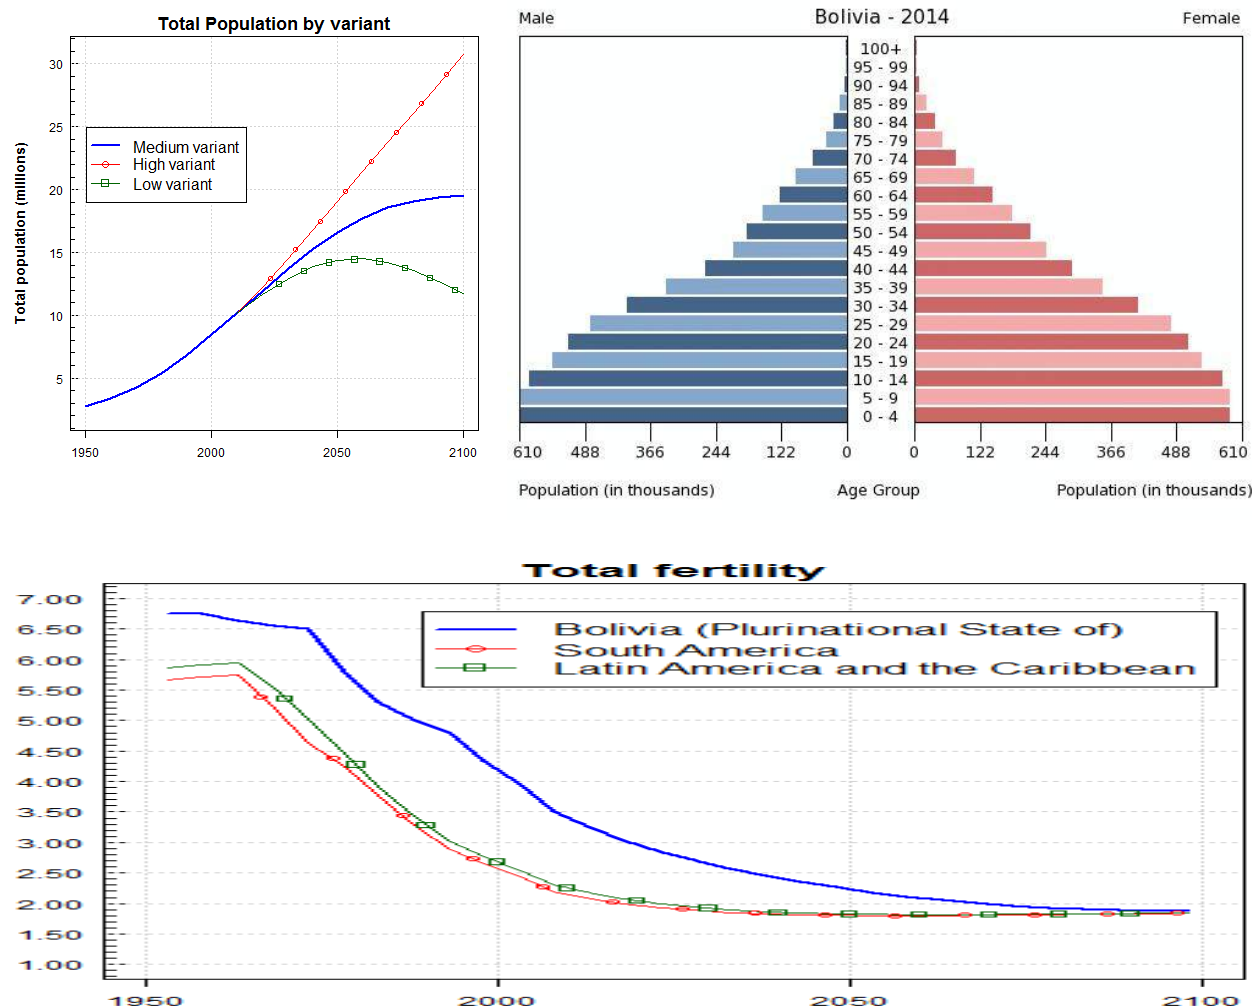 Total Population by variant
Total population (millions)
30
25
20
15
10
5
Medium variant
High variant
Low variant
1950 2000 2050 2100
Male Bolivia - 2014 Female
100+
95 - 99
90 - 94
85 - 89
80 - 84
75 - 79
70 - 74
65 - 69
60 - 64
55 - 59
50 - 54
45 - 49
40 - 44
35 - 39
30 - 34
25 - 29
20 - 24
15 - 19
10 - 14
5 - 9
0 - 4
610 488 366 244 122 0 0 122 244 366 488 610
Population (in thousands) Age Group Population (in thousands)
Total fertility
7.00
6.50
6.00
5.50
5.00
4.50
4.00
3.50
3.00
2.50
2.00
1.50
1.00
Bolivia (Plurinational State of)
South America
Latin America and the Caribbean
1950 2000 2050 2100